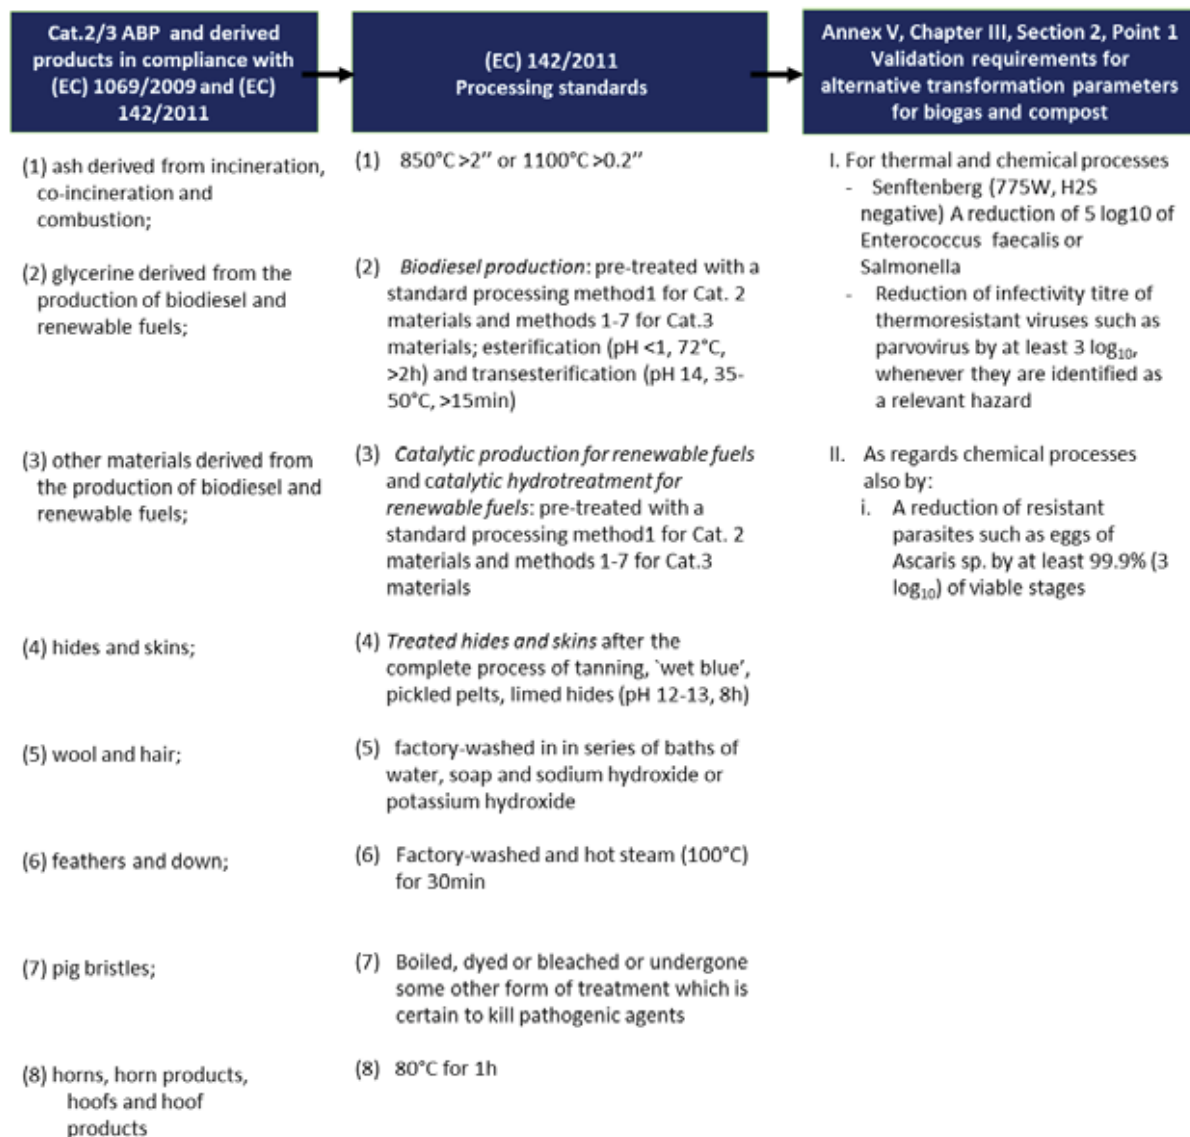 Cat.2/3 ABP and derived
products in compliance with
(EC) 1069/2009 and (EC)
142/2011
(EC) 142/2011
Processing standards
Annex V, Chapter III, Section 2, Point 1
Validation requirements for
alternative transformation parameters
for biogas and compost
(1) ash derived from incineration,
co-incineration and
combustion;
(2) glycerine derived from the
production of biodiesel and
renewable fuels;
(3) other materials derived from
the production of biodiesel and
renewable fuels;
(4) hides and skins;
(5) wool and hair;
(6) feathers and down;
(7) pig bristles;
(8) horns, horn products,
hoofs and hoof
products
(1) 850°C >2’’ or 1100°C >0.2’’
(2) Biodiesel production: pre-treated with a
standard processing method1 for Cat. 2
materials and methods 1-7 for Cat.3
materials; esterification (pH <1, 72°C,
>2h) and transesterification (pH 14, 35-
50°C, >15min)
(3) Catalytic production for renewable fuels
and catalytic hydrotreatment for
renewable fuels: pre-treated with a
standard processing method1 for Cat. 2
materials and methods 1-7 for Cat.3
materials
(4) Treated hides and skins after the
complete process of tanning, `wet blue’,
pickled pelts, limed hides (pH 12-13, 8h)
(5) factory-washed in in series of baths of
water, soap and sodium hydroxide or
potassium hydroxide
(6) Factory-washed and hot steam (100°C)
for 30min
(7) Boiled, dyed or bleached or undergone
some other form of treatment which is
certain to kill pathogenic agents
(8) 80°C for 1h
I. For thermal and chemical processes
- Senftenberg (775W, H2S
negative) A reduction of 5 log10 of
Enterococcus faecalis or
Salmonella
- Reduction of infectivity titre of
thermoresistant viruses such as
parvovirus by at least 3 log10,
whenever they are identified as
a relevant hazard
II. As regards chemical processes
also by:
i. A reduction of resistant
parasites such as eggs of
Ascaris sp. by at least 99.9% (3
log10) of viable stages